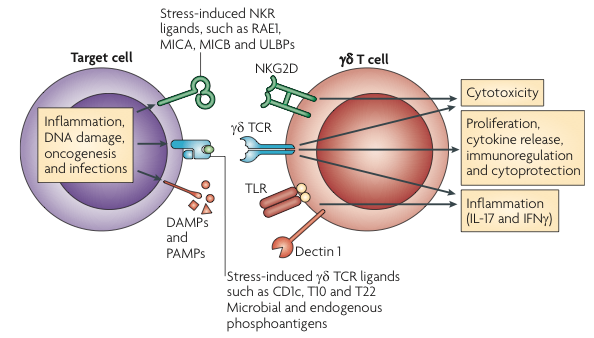 Stress-induced NKR
ligands, such as RAE1,
MICA, MICB and ULBPs
Target cell
γδ T cell
NKG2D
Inflammation,
DNA damage,
oncogenesis
and infections
γδ TCR
TLR
DAMPs
and
PAMPs
Dectin 1
Cytotoxicity
Proliferation,
cytokine release,
immunoregulation
and cytoprotection
Inflammation
(IL-17 and IFNγ)
Stress-induced γδ TCR ligands
such as CD1c, T10 and T22
Microbial and endogenous
phosphoantigens